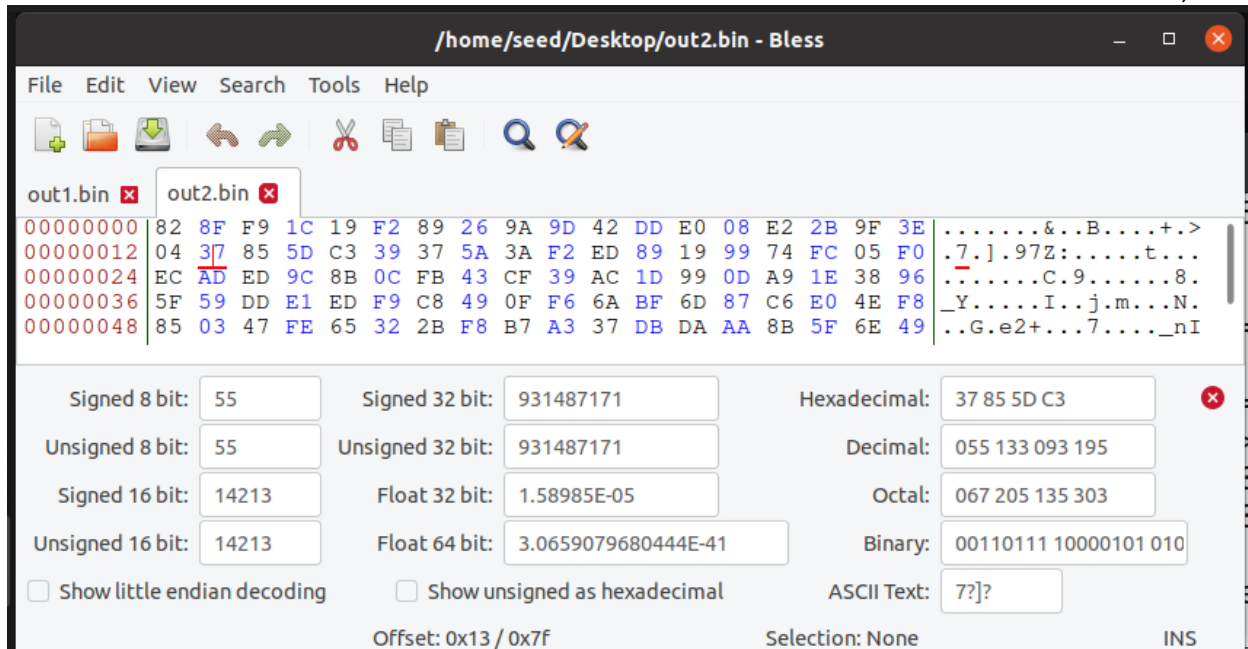 /home/seed/Desktop/out2.bin - Bless
File Edit View Search Tools Help
out1.bin out2.bin
00000000 82 8F F9 1C 19 F2 89 26 9A 9D 42 DD E0 08 E2 2B 9F 3E .......&..B....+.>
00000012 04 37 85 5D C3 39 37 5A 3A F2 ED 89 19 99 74 FC 05 F0 .7.].97Z:.....t...
00000024 EC AD ED 9C 8B 0C FB 43 CF 39 AC 1D 99 0D A9 1E 38 96 .......C.9......8.
00000036 5F 59 DD E1 ED F9 C8 49 0F F6 6A BF 6D 87 C6 E0 4E F8 _Y.....I..j.m...N.
00000048 85 03 47 FE 65 32 2B F8 B7 A3 37 DB DA AA 8B 5F 6E 49 ..G.e2+...7...._nI
Signed 8 bit: 55 Signed 32 bit: 931487171 Hexadecimal: 37 85 5D C3
Unsigned 8 bit: 55 Unsigned 32 bit: 931487171 Decimal: 055 133 093 195
Signed 16 bit: 14213 Float 32 bit: 1.58985E-05 Octal: 067 205 135 303
Unsigned 16 bit: 14213 Float 64 bit: 3.0659079680444E-41 Binary: 00110111 10000101 010
Show little endian decoding Show unsigned as hexadecimal ASCII Text: 7?]?
Offset: 0x13 / 0x7f Selection: None INS